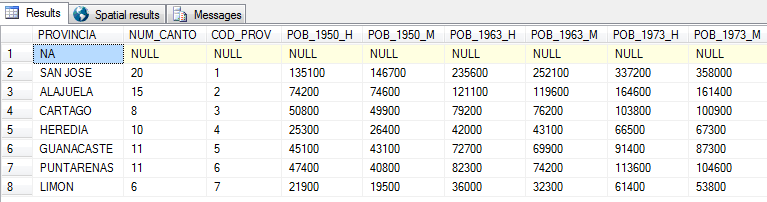 Results Spatial results Messages
PROVINCIA NUM_CANTO COD_PROV POB_1950_H POB_1950_M POB_1963_H POB_1963_M POB_1973_H POB_1973_M
1 NA NULL NULL NULL NULL NULL NULL NULL NULL
2 SAN JOSE 20 1 135100 146700 235600 252100 337200 358000
3 ALAJUELA 15 2 74200 74600 121100 119600 164600 161400
4 CARTAGO 8 3 50800 49900 79200 76200 103800 100900
5 HEREDIA 10 4 25300 26400 42000 43100 66500 67300
6 GUANACASTE 11 5 45100 43100 72700 69900 91400 87300
7 PUNTARENAS 11 6 47400 40800 82300 74200 113600 104600
8 LIMON 6 7 21900 19500 36000 32300 61400 53800